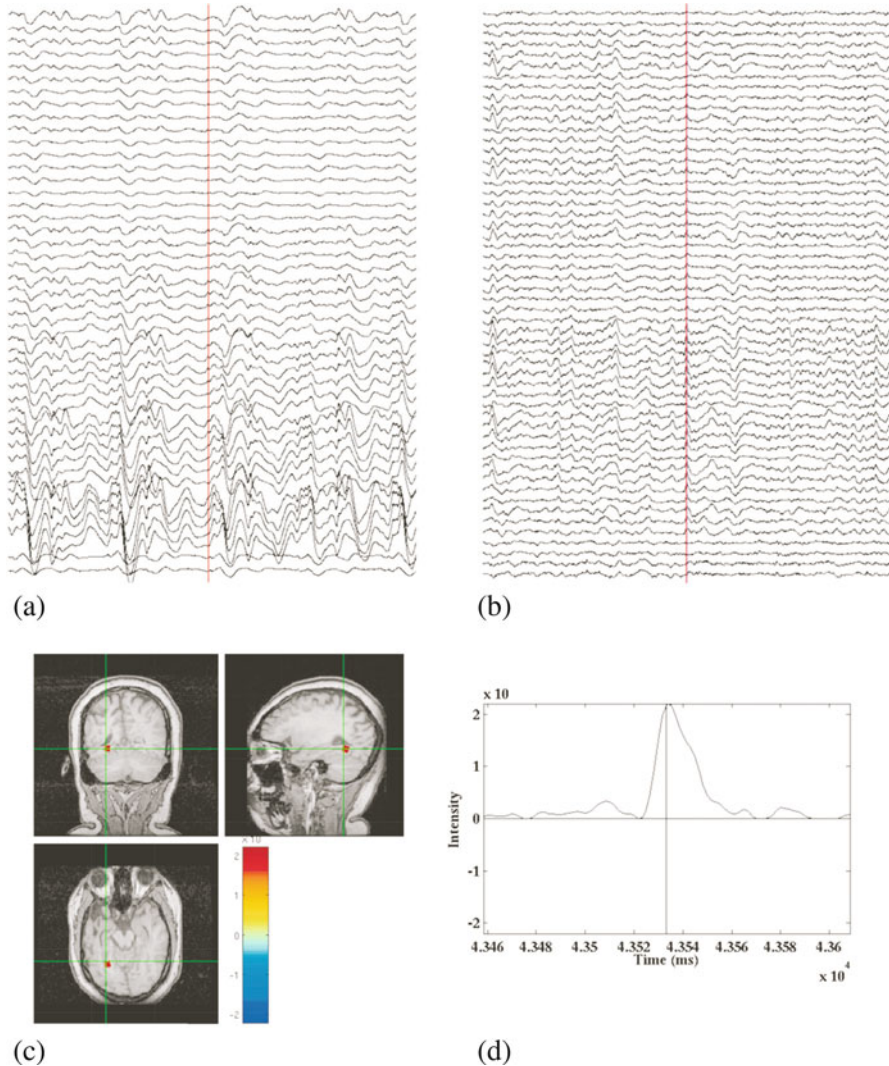 (a)
(b)
x 10
2
1
0
-1
-2
Intensity
4.346 4.348 4.35 4.352 4.354 4.356 4.358 4.36
Time (ms)
x 10⁴
x 10
2
1
0
-1
-2
(c)
(d)